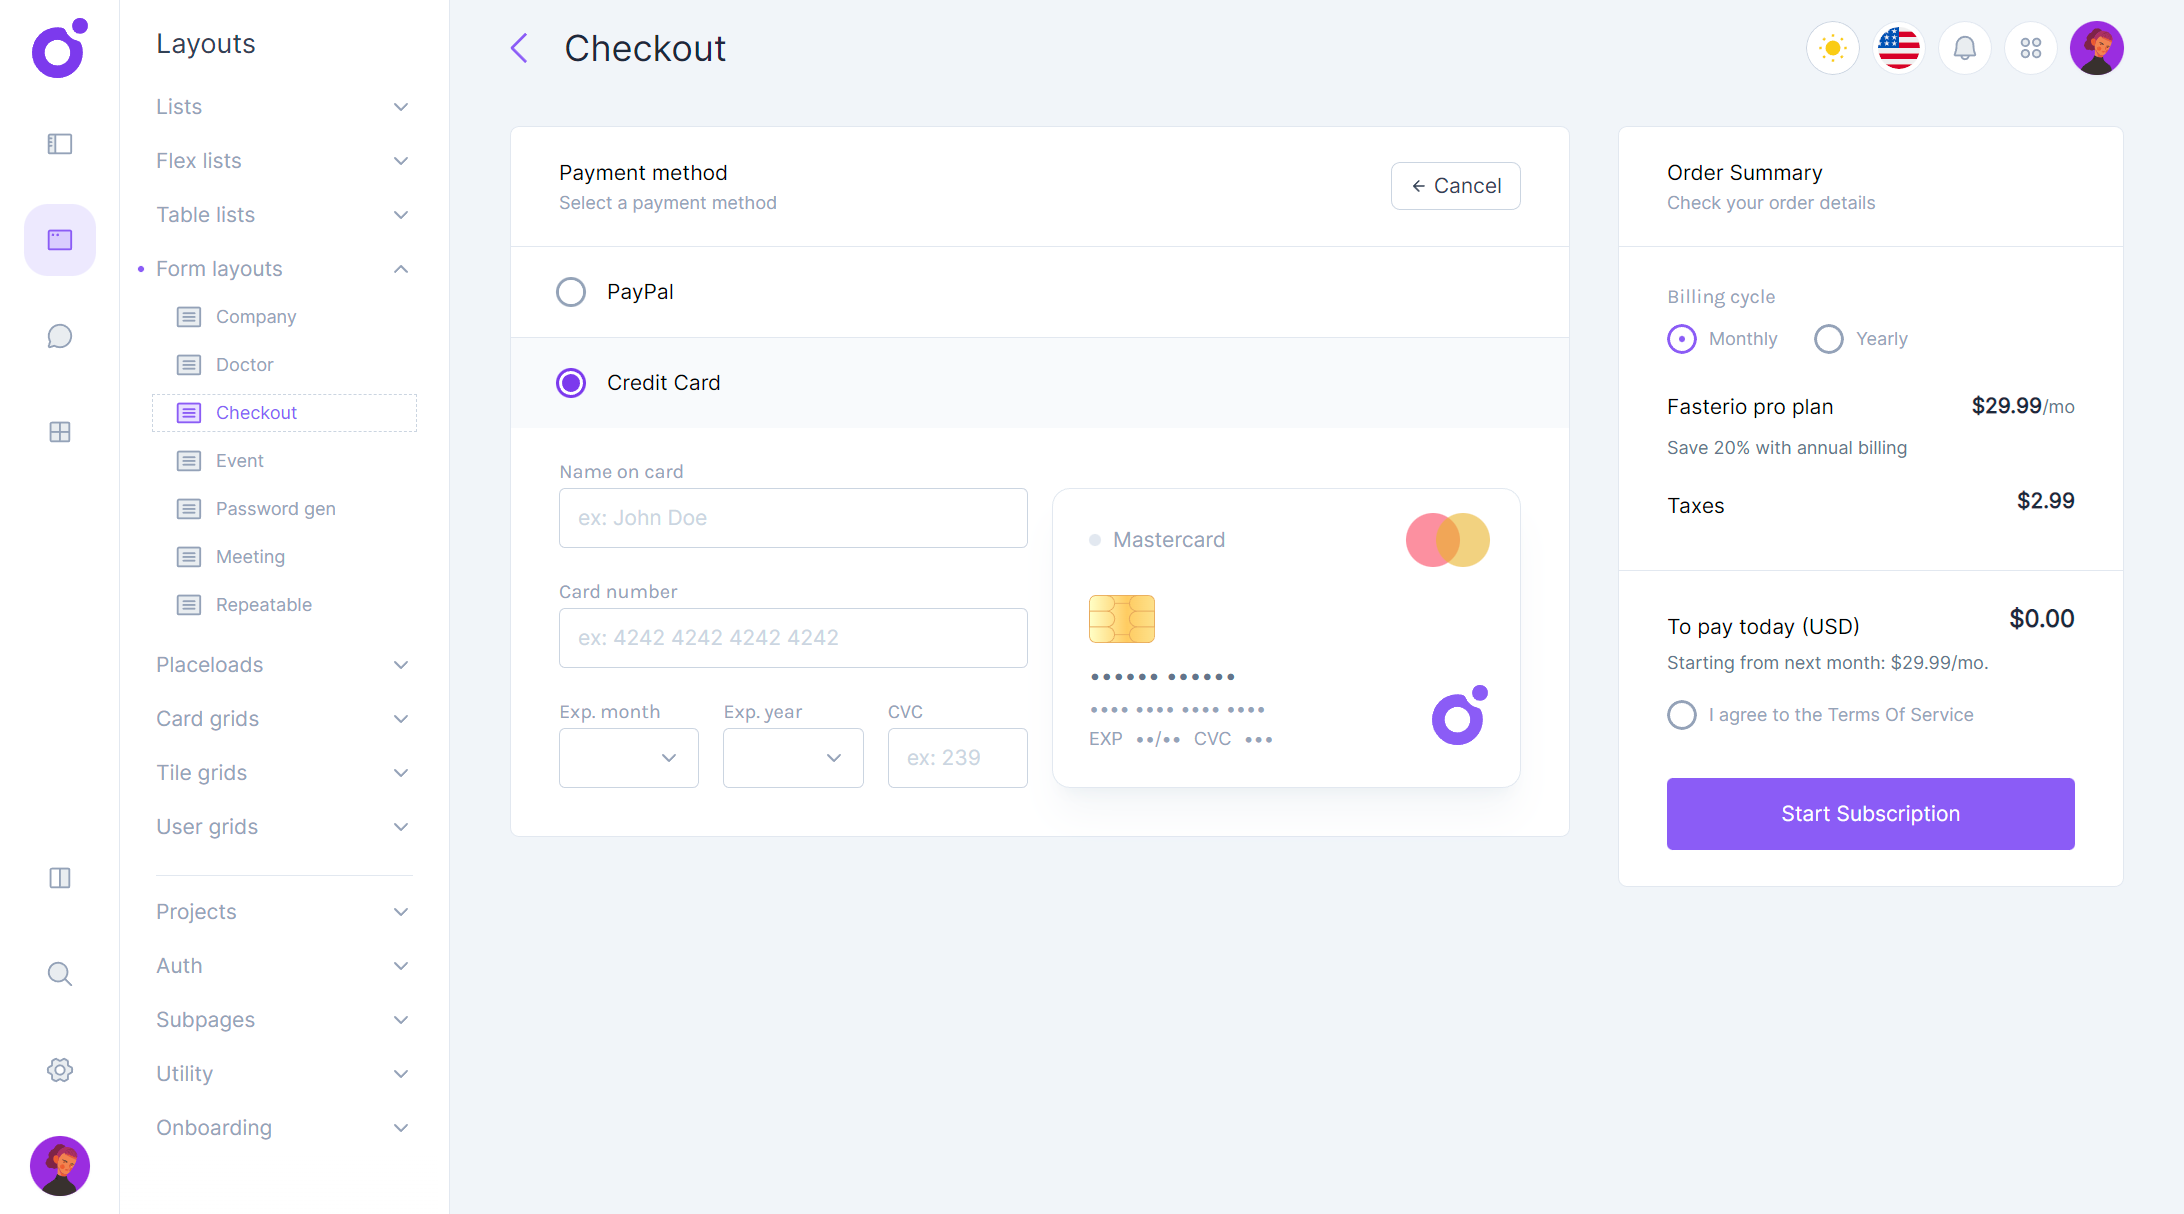 Layouts
Lists
Flex lists
Table lists
Form layouts
Company
Doctor
Checkout
Event
Password gen
Meeting
Repeatable
Placeloads
Card grids
Tile grids
User grids
Projects
Auth
Subpages
Utility
Onboarding
Checkout
Payment method
Select a payment method
Cancel
PayPal
Credit Card
Name on card
ex: John Doe
Card number
ex: 4242 4242 4242 4242
Exp. month
Exp. year
CVC
ex: 239
Mastercard
•••••• ••••••
•••• •••• •••• ••••
EXP ••/•• CVC •••
Order Summary
Check your order details
Billing cycle
Monthly
Yearly
Fasterio pro plan
$29.99/mo
Save 20% with annual billing
Taxes
$2.99
To pay today (USD)
$0.00
Starting from next month: $29.99/mo.
I agree to the Terms Of Service
Start Subscription